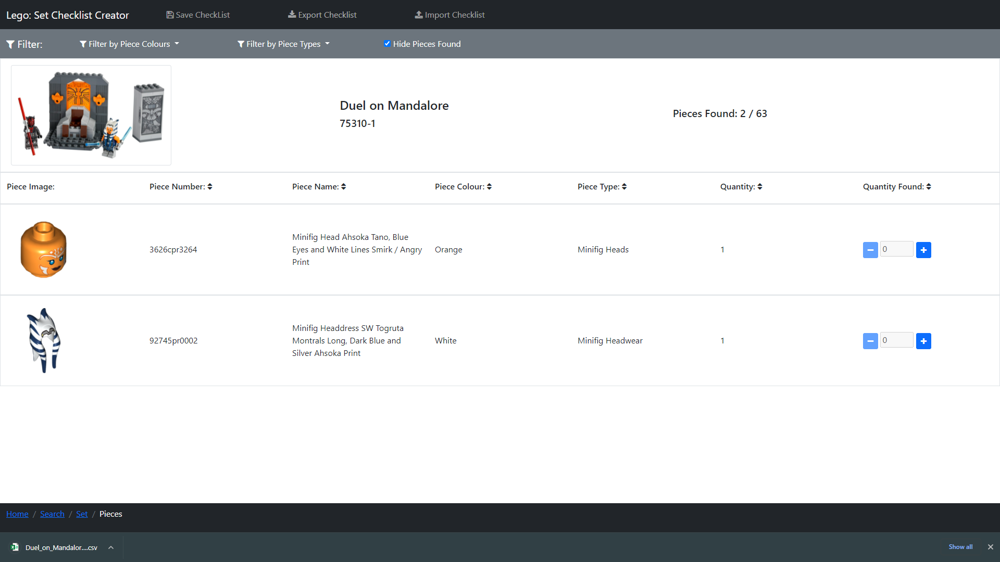 Lego: Set Checklist Creator
Save CheckList
Export Checklist
Import Checklist
Filter:
Filter by Piece Colours
Filter by Piece Types
Hide Pieces Found
Duel on Mandalore
75310-1
Pieces Found: 2 / 63
Piece Image:
Piece Number:
Piece Name:
Piece Colour:
Piece Type:
Quantity:
Quantity Found:
3626cpr3264
Minifig Head Ahsoka Tano, Blue
Eyes and White Lines Smirk / Angry
Print
Orange
Minifig Heads
1
0
92745pr0002
Minifig Headdress SW Togruta
Montrals Long, Dark Blue and
Silver Ahsoka Print
White
Minifig Headwear
1
0
Home / Search / Set / Pieces
Duel_on_Mandalor....csv
Show all